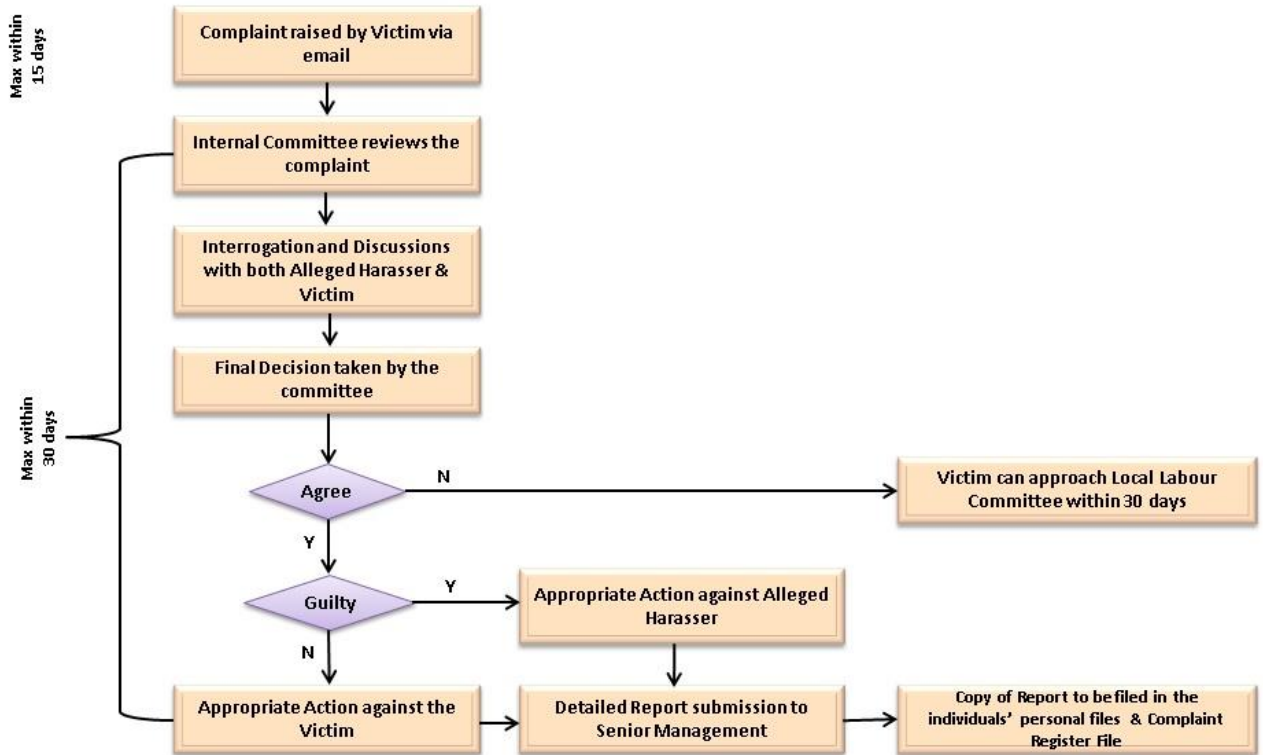 Max within
15 days
Complaint raised by Victim via
email
Internal Committee reviews the
complaint
Interrogation and Discussions
with both Alleged Harasser &
Victim
Final Decision taken by the
committee
Max within
30 days
Agree
N
Victim can approach Local Labour
Committee within 30 days
Y
Guilty
Y
Appropriate Action against Alleged
Harasser
N
Appropriate Action against the
Victim
Detailed Report submission to
Senior Management
Copy of Report to be filed in the
individuals' personal files & Complaint
Register File